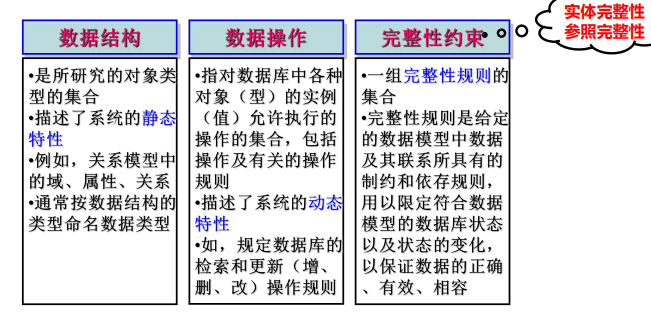 数据结构
•是所研究的对象类
型的集合
•描述了系统的静态
特性
•例如，关系模型中
的域、属性、关系
•通常按数据结构的
类型命名数据类型
数据操作
•指对数据库中各种
对象（型）的实例
（值）允许执行的
操作的集合，包括
操作及有关的操作
规则
•描述了系统的动态
特性
•如，规定数据库的
检索和更新（增、
删、改）操作规则
完整性约束
•一组完整性规则的
集合
•完整性规则是给定
的数据模型中数据
及其联系所具有的
制约和依存规则，
用以限定符合数据
模型的数据库状态
以及状态的变化，
以保证数据的正确
、有效、相容
实体完整性
参照完整性